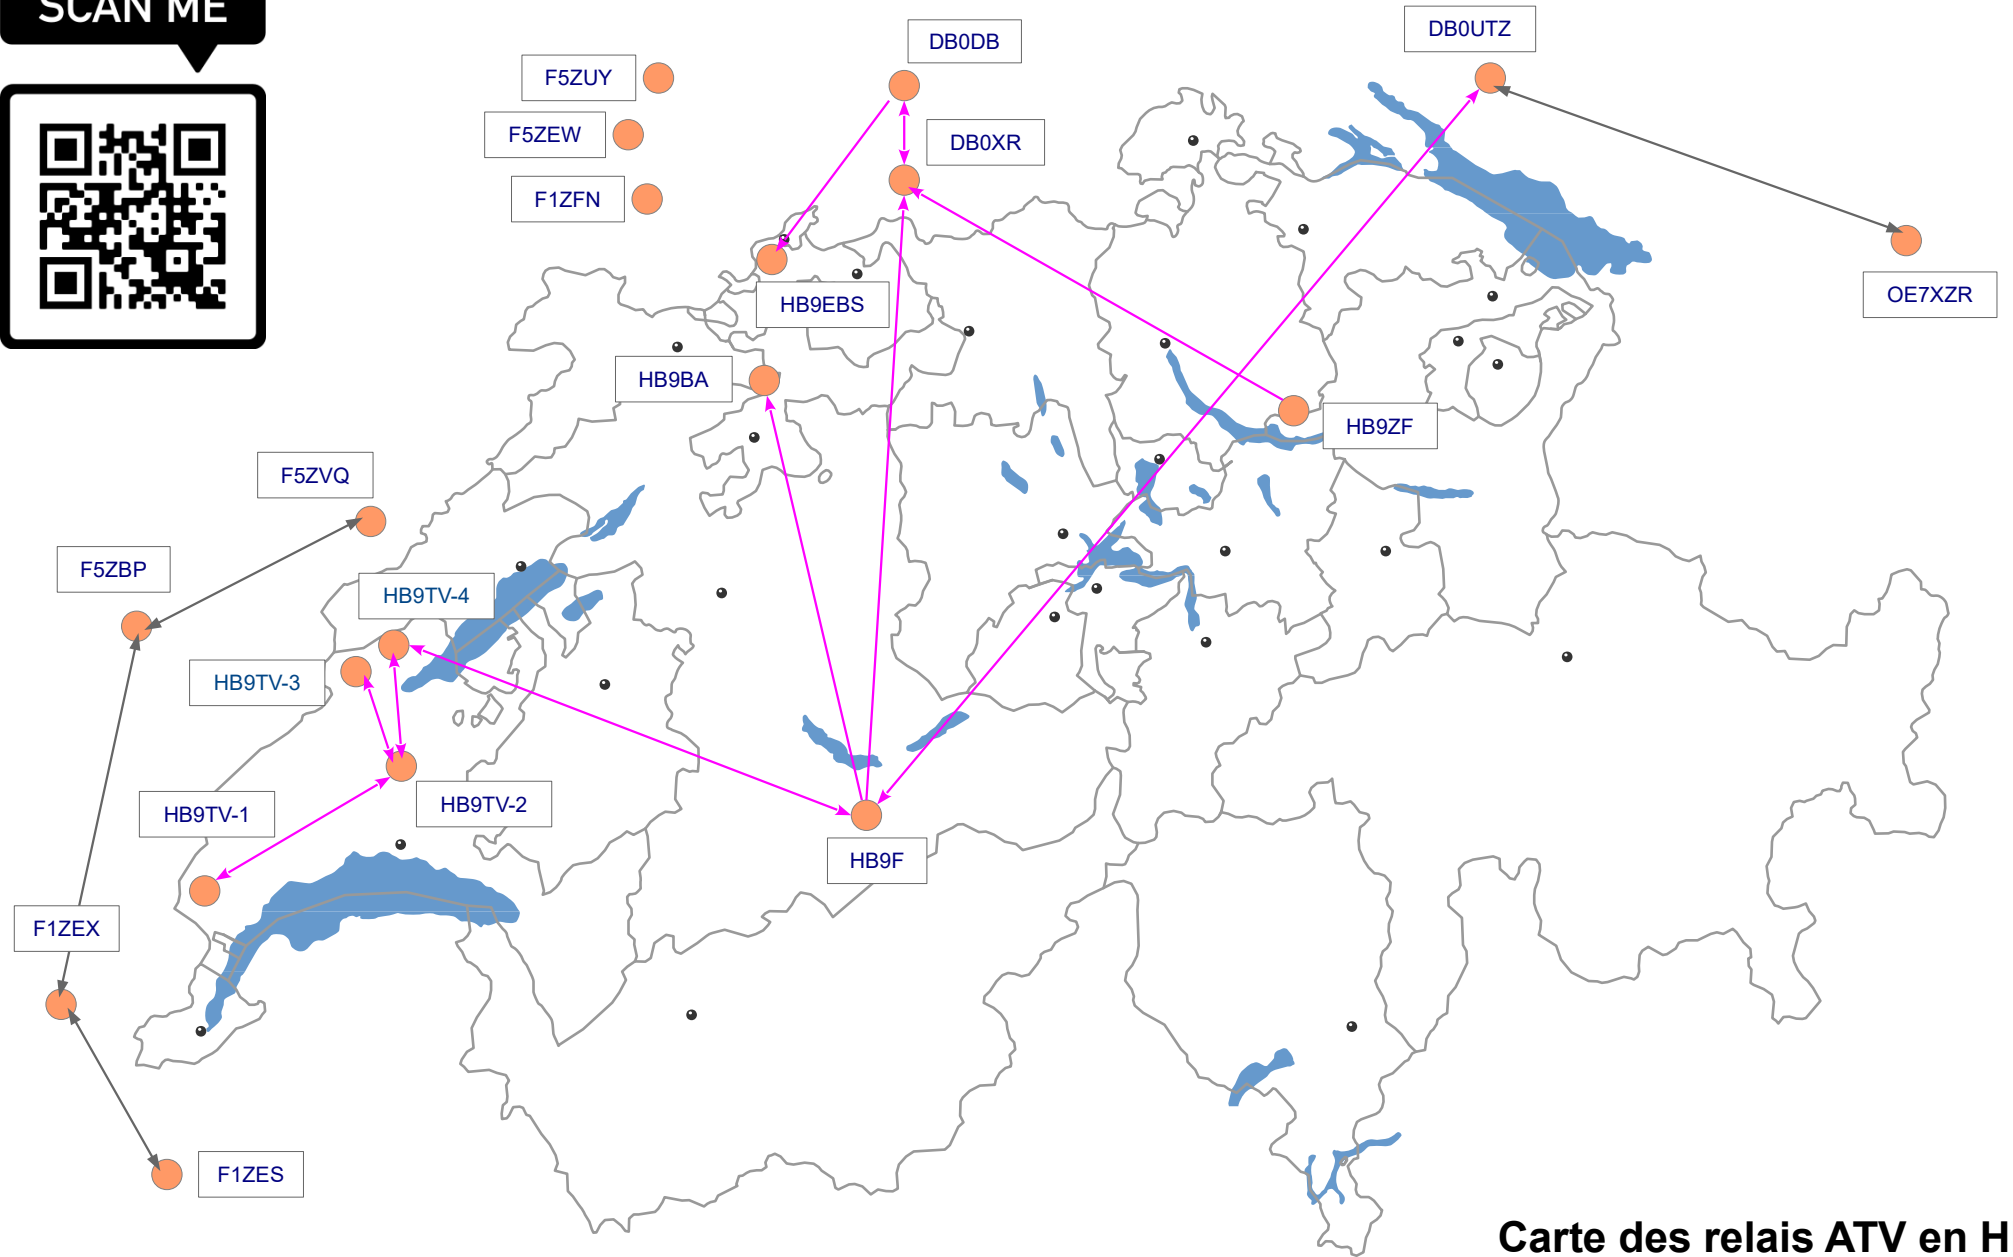 SCAN ME
DB0DB
DB0UTZ
F5ZUY
F5ZEW
DB0XR
F1ZFN
HB9EBS
OE7XZR
HB9BA
HB9ZF
F5ZVQ
F5ZBP
HB9TV-4
HB9TV-3
HB9TV-1
HB9TV-2
HB9F
F1ZEX
F1ZES
Carte des relais ATV en H